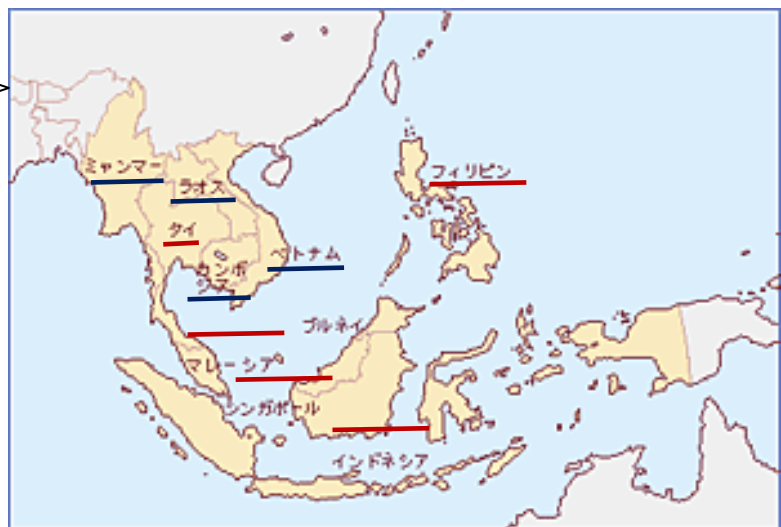 >
ミャンマー
フィリピン
ラオス
タイ
ベトナム
カンボ
ジア
ブルネイ
マレーシア
シンガポール
インドネシア